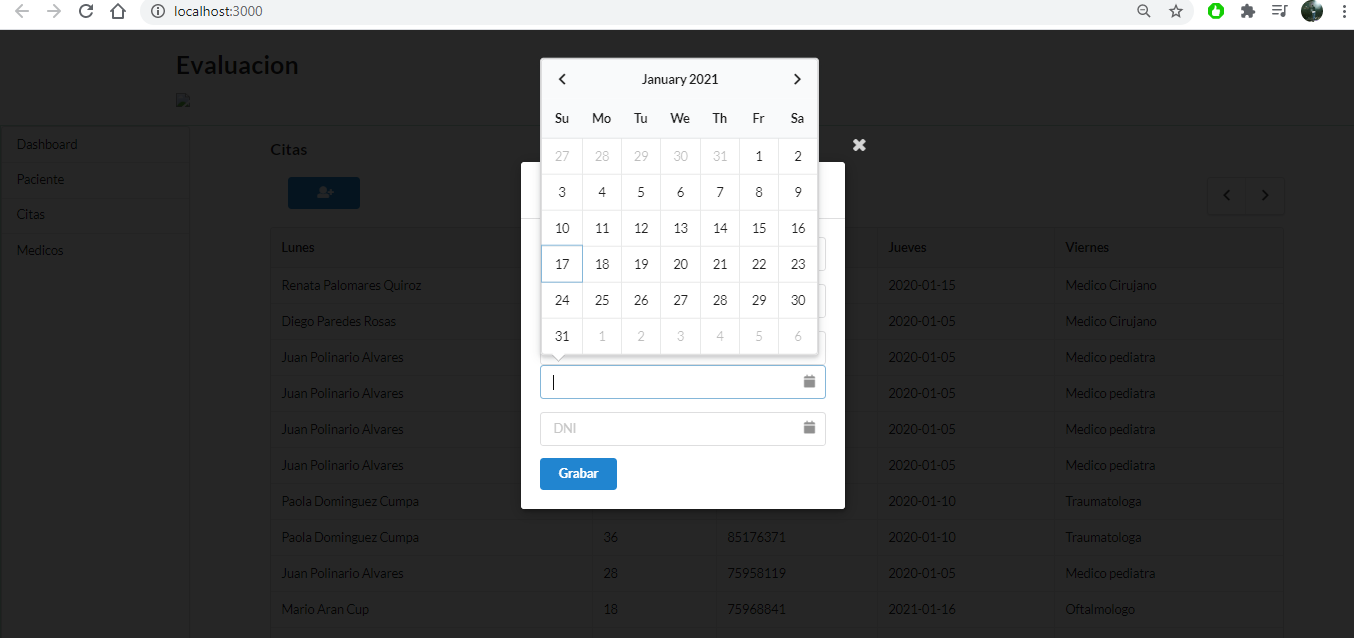 localhost:3000
Evaluacion
January 2021
Su Mo Tu We Th Fr Sa
27 28 29 30 31 1 2
3 4 5 6 7 8 9
10 11 12 13 14 15 16
17 18 19 20 21 22 23
24 25 26 27 28 29 30
31 1 2 3 4 5 6
DNI
Grabar
Dashboard
Paciente
Citas
Medicos
Citas
Lunes Jueves Viernes
Renata Palomares Quiroz 2020-01-15 Medico Cirujano
Diego Paredes Rosas 2020-01-05 Medico Cirujano
Juan Polinario Alvares 2020-01-05 Medico pediatra
Juan Polinario Alvares 2020-01-05 Medico pediatra
Juan Polinario Alvares 2020-01-05 Medico pediatra
Juan Polinario Alvares 2020-01-05 Medico pediatra
Paola Dominguez Cumpa 2020-01-10 Traumatologa
Paola Dominguez Cumpa 36 85176371 2020-01-10 Traumatologa
Juan Polinario Alvares 28 75958119 2020-01-05 Medico pediatra
Mario Aran Cup 18 75968841 2021-01-16 Oftalmologo